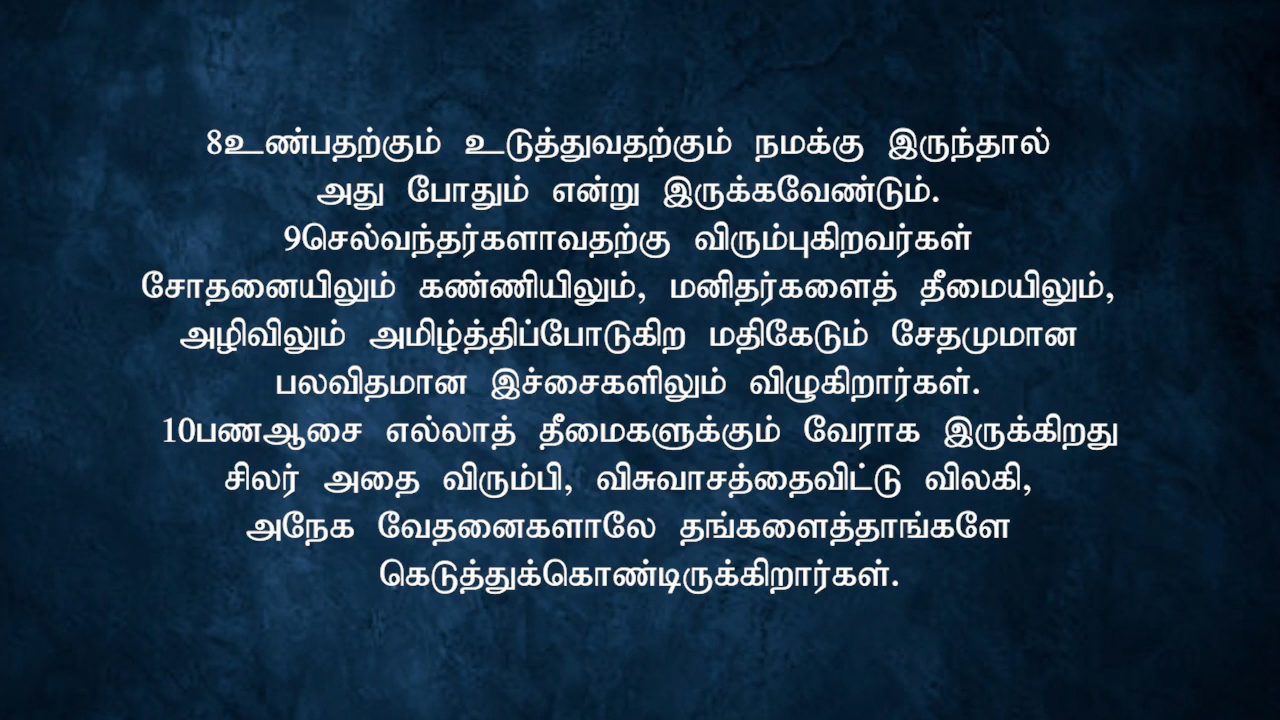 8உண்பதற்கும் உடுத்துவதற்கும் நமக்கு இருந்தால்
அது போதும் என்று இருக்கவேண்டும்.
9செல்வந்தர்களாவதற்கு விரும்புகிறவர்கள்
சோதனையிலும் கண்ணியிலும், மனிதர்களைத் தீமையிலும்,
அழிவிலும் அமிழ்த்திப்போடுகிற மதிகேடும் சேதமுமான
பலவிதமான இச்சைகளிலும் விழுகிறார்கள்.
10பணஆசை எல்லாத் தீமைகளுக்கும் வேராக இருக்கிறது
சிலர் அதை விரும்பி, விசுவாசத்தைவிட்டு விலகி,
அநேக வேதனைகளாலே தங்களைத்தாங்களே
கெடுத்துக்கொண்டிருக்கிறார்கள்.